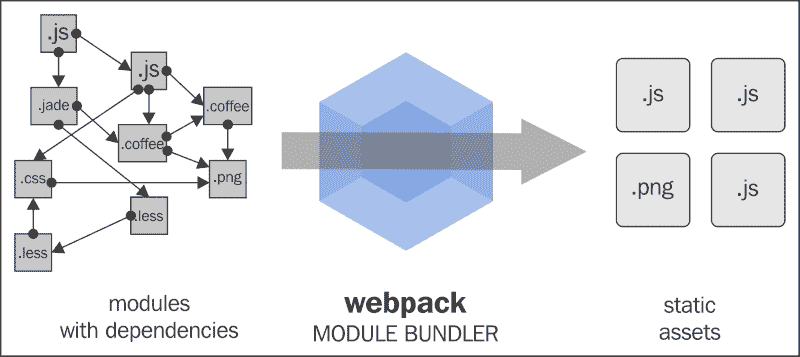 .js
.js
.jade
.coffee
.coffee
.css
.png
.less
.less
modules
with dependencies
webpack
MODULE BUNDLER
.js
.js
.png
.js
static
assets